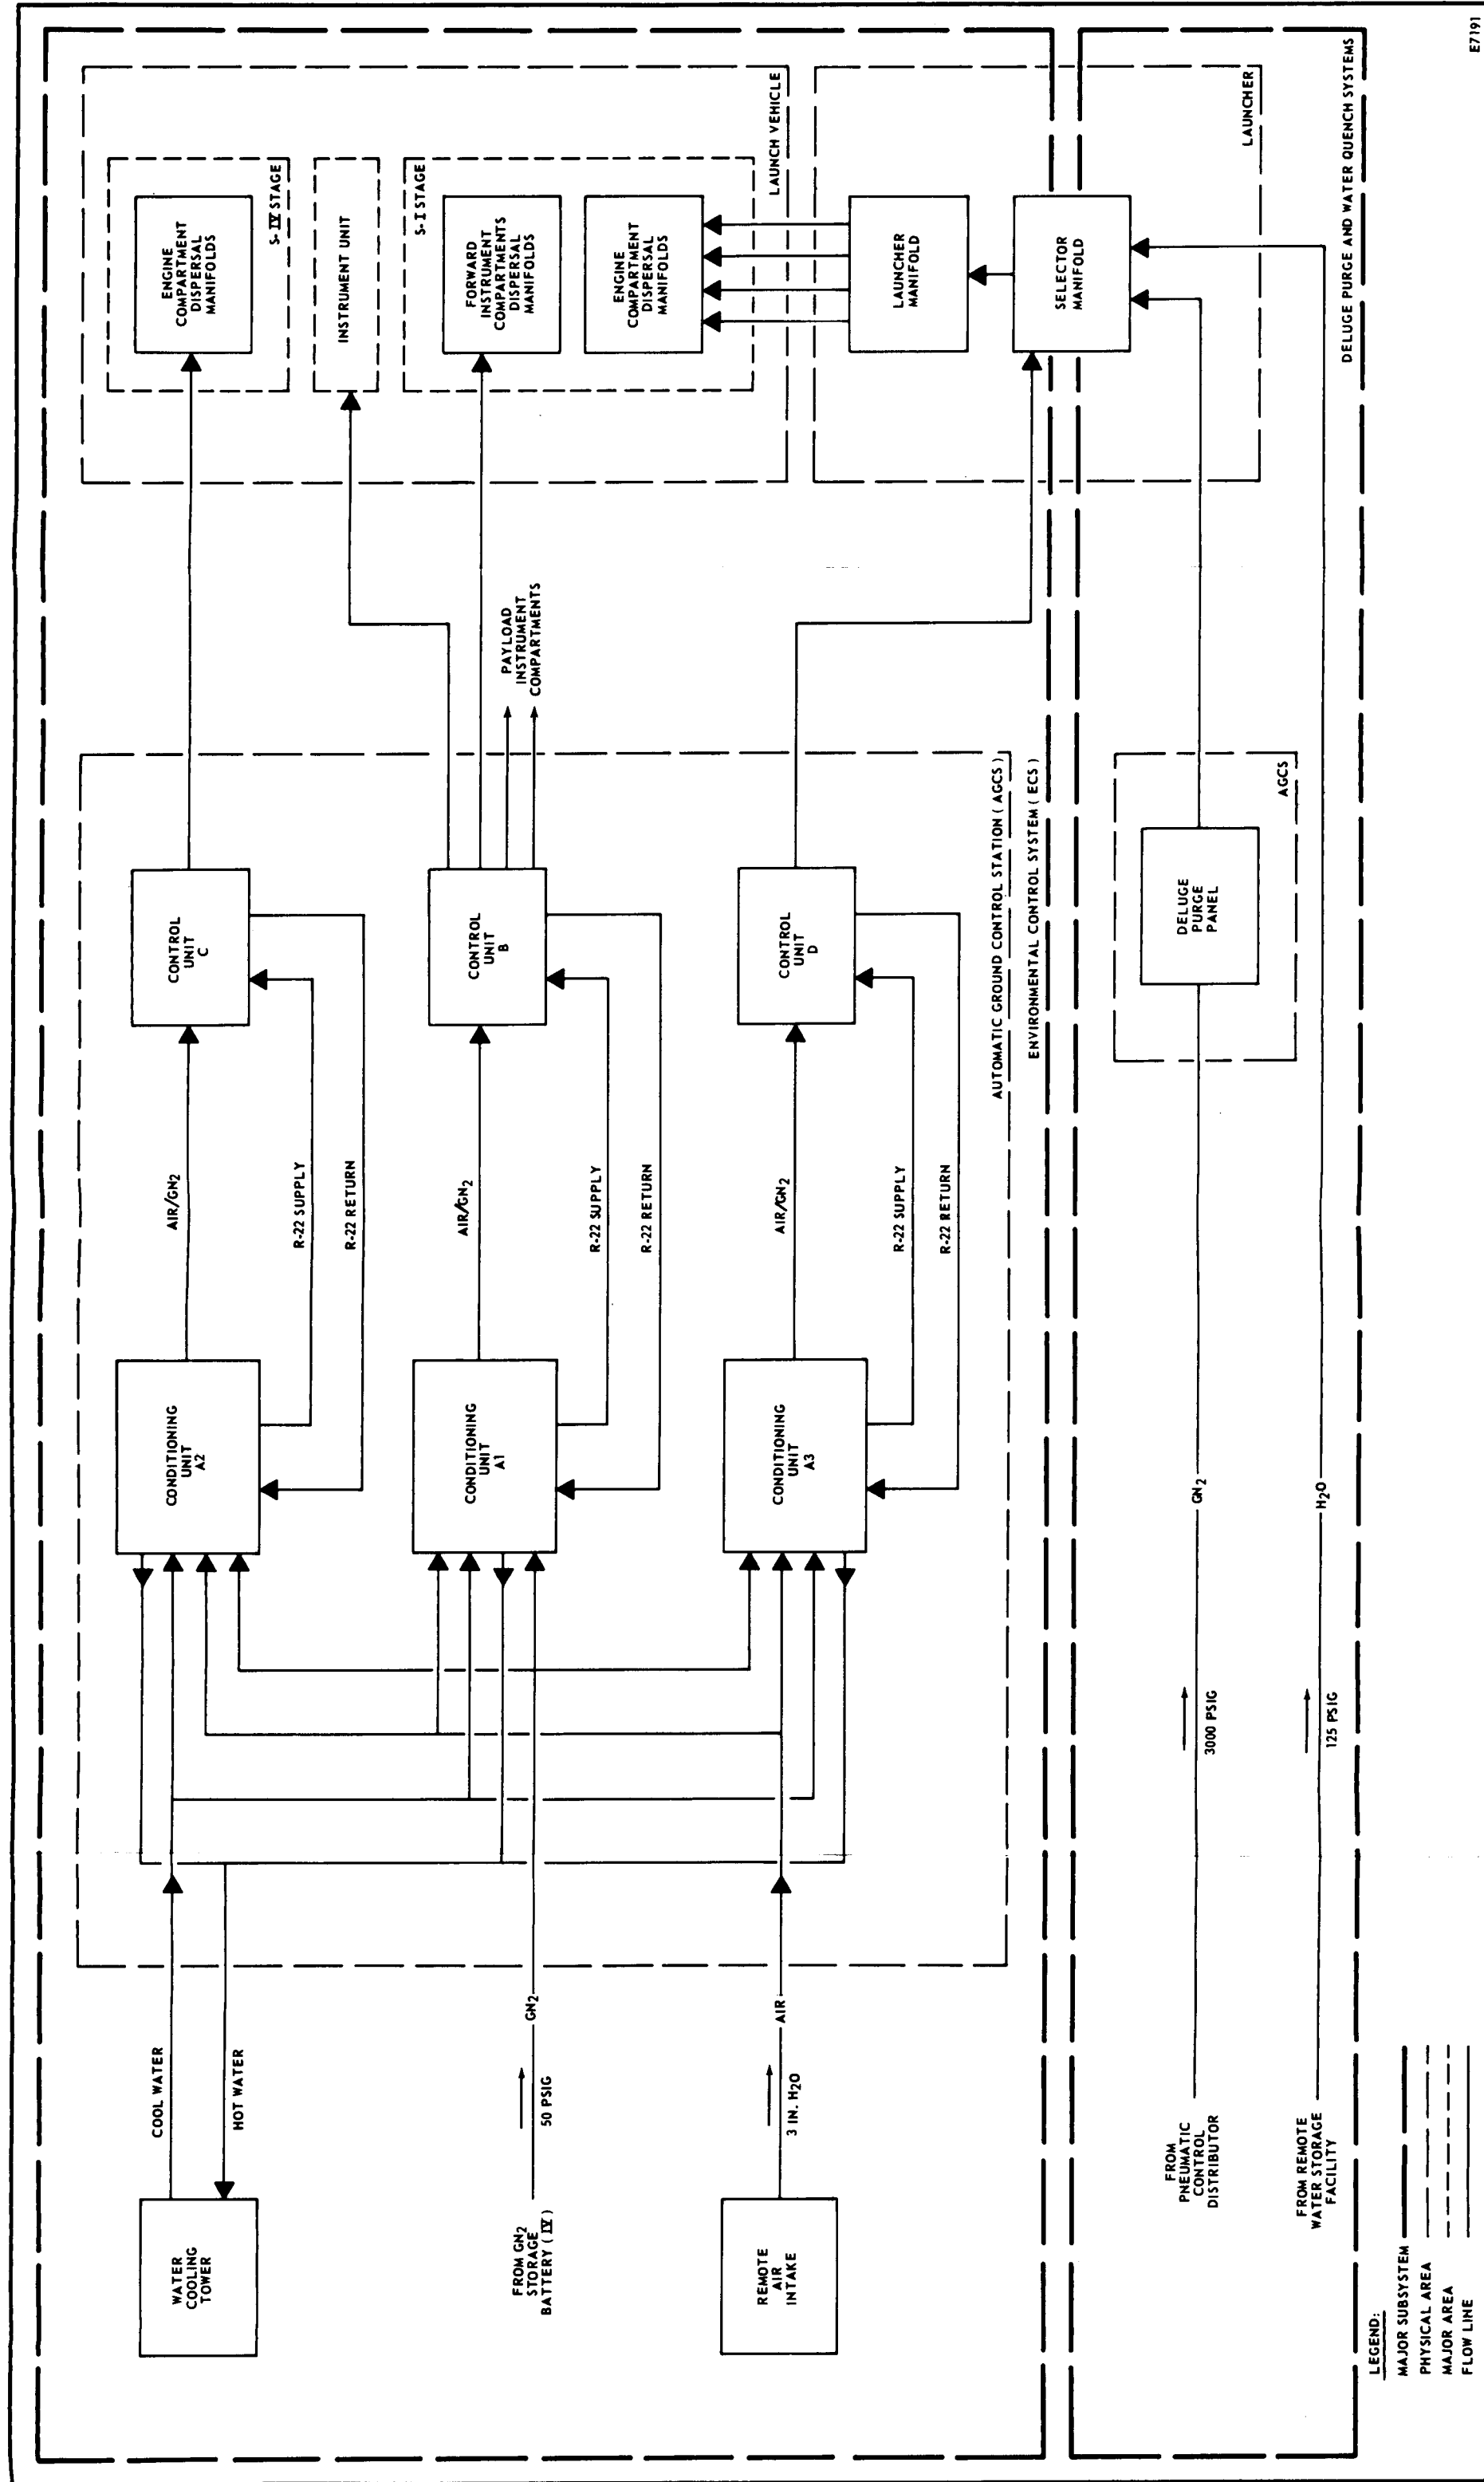 WATER
COOLING
TOWER
COOL WATER
HOT WATER
FROM GN2
STORAGE
BATTERY (IV)
50 PSIG
GN2
REMOTE
AIR
INTAKE
3 IN. H2O
AIR
CONDITIONING
UNIT
A2
AIR/GN2
R-22 SUPPLY
R-22 RETURN
CONTROL
UNIT
C
CONDITIONING
UNIT
A1
AIR/GN2
R-22 SUPPLY
R-22 RETURN
CONTROL
UNIT
B
CONDITIONING
UNIT
A3
AIR/GN2
R-22 SUPPLY
R-22 RETURN
CONTROL
UNIT
D
AUTOMATIC GROUND CONTROL STATION (AGCS)
ENVIRONMENTAL CONTROL SYSTEM (ECS)
PAYLOAD
INSTRUMENT
COMPARTMENTS
ENGINE
COMPARTMENT
DISPERSAL
MANIFOLDS
S-IV STAGE
INSTRUMENT UNIT
S-I STAGE
FORWARD
INSTRUMENT
COMPARTMENTS
DISPERSAL
MANIFOLDS
ENGINE
COMPARTMENT
DISPERSAL
MANIFOLDS
LAUNCH VEHICLE
LAUNCHER
MANIFOLD
SELECTOR
MANIFOLD
LAUNCHER
FROM
PNEUMATIC
CONTROL
DISTRIBUTOR
3000 PSIG
GN2
DELUGE
PURGE
PANEL
AGCS
FROM REMOTE
WATER STORAGE
FACILITY
125 PSIG
H2O
DELUGE PURGE AND WATER QUENCH SYSTEMS
LEGEND:
MAJOR SUBSYSTEM
PHYSICAL AREA
MAJOR AREA
FLOW LINE
E7191